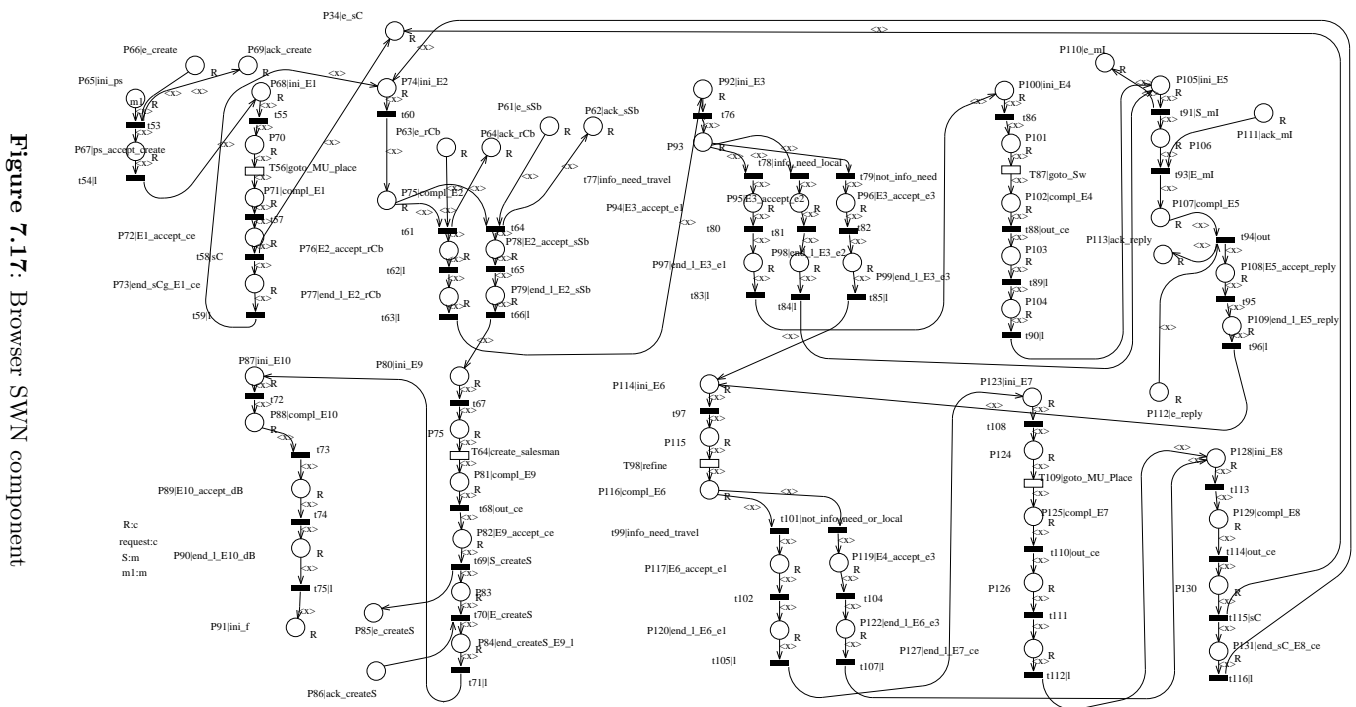 Figure 7.17: Browser SWN component
P34|e_sC
R
<x>
P66|e_create
R
P69|ack_create
R
<x>
P65|ini_ps
m1
R
t53
<x>
P67|ps_accept_create
R
<x>
t54|l
P68|ini_E1
R
<x>
t55
P70
R
<x>
T56|goto_MU_place
P71|compl_E1
R
<x>
t57
P72|E1_accept_ce
R
<x>
t58|sC
P73|end_sCg_E1_ce
R
<x>
t59|l
P74|ini_E2
R
<x>
t60
<x>
P63|e_rCb
R
P61|e_sSb
R
P64|ack_rCb
R
P62|ack_sSb
R
P75|compl_E2
R
<x>
t61
t64
P76|E2_accept_rCb
R
P78|E2_accept_sSb
R
t62|l
t65
P77|end_l_E2_rCb
R
P79|end_l_E2_sSb
R
t63|l
t66|l
<x>
P92|ini_E3
R
<x>
t76
P93
R
<x>
t77|info_need_travel
t78|info_need_local
t79|not_info_need
P94|E3_accept_e1
P95|E3_accept_e2
P96|E3_accept_e3
R
t80
t81
t82
P97|end_l_E3_e1
P98|end_l_E3_e2
P99|end_l_E3_e3
R
t83|l
t84|l
t85|l
<x>
P100|ini_E4
R
<x>
t86
P101
R
<x>
T87|goto_Sw
P102|compl_E4
R
<x>
t88|out_ce
P103
R
<x>
t89|l
P104
R
<x>
t90|l
P110|e_mI
R
<x>
P105|ini_E5
R
<x>
t91|S_mI
P111|ack_mI
R
<x>
P106
R
<x>
t93|E_mI
P107|compl_E5
R
<x>
t94|out
P113|ack_reply
R
<x>
P108|E5_accept_reply
R
<x>
t95
P109|end_l_E5_reply
R
<x>
t96|l
P112|e_reply
R
<x>
P87|ini_E10
R
<x>
t72
P88|compl_E10
R
<x>
t73
P89|E10_accept_dB
R
<x>
t74
P90|end_l_E10_dB
R
<x>
t75|l
<x>
P91|ini_f
R
R:c
request:c
S:m
m1:m
P80|ini_E9
R
<x>
t67
P75
R
<x>
T64|create_salesman
P81|compl_E9
R
<x>
t68|out_ce
P82|E9_accept_ce
R
<x>
t69|S_createS
P83
R
<x>
t70|E_createS
P85|e_createS
R
<x>
P84|end_createS_E9_l
R
<x>
t71|l
P86|ack_createS
R
<x>
P114|ini_E6
R
<x>
t97
P115
R
<x>
T98|refine
P116|compl_E6
R
<x>
t99|info_need_travel
t101|not_info_need_or_local
P117|E6_accept_e1
R
P119|E4_accept_e3
R
t102
t104
P120|end_l_E6_e1
R
P122|end_l_E6_e3
R
t105|l
t107|l
P123|ini_E7
R
<x>
t108
P124
R
<x>
T109|goto_MU_Place
P125|compl_E7
R
<x>
t110|out_ce
P126
R
<x>
t111
P127|end_l_E7_ce
R
<x>
t112|l
P128|ini_E8
R
<x>
t113
P129|compl_E8
R
<x>
t114|out_ce
P130
R
<x>
t115|sC
P131|end_sC_E8_ce
R
<x>
t116|l